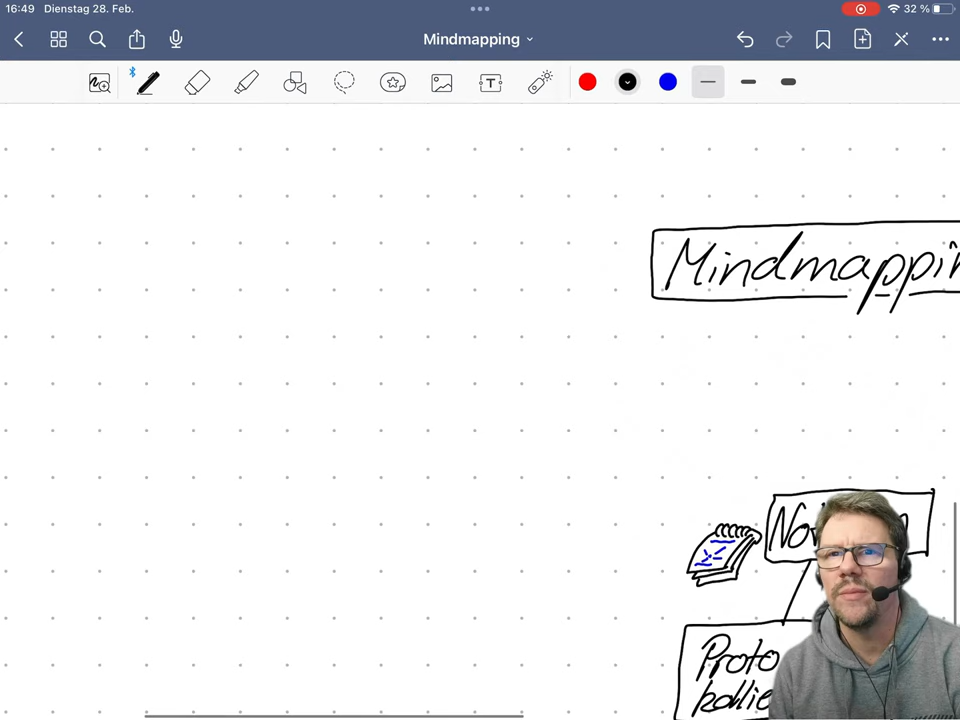 16:49 Dienstag 28. Feb.
32 %
Mindmapping
T
Mindmappin
Proto
kollie